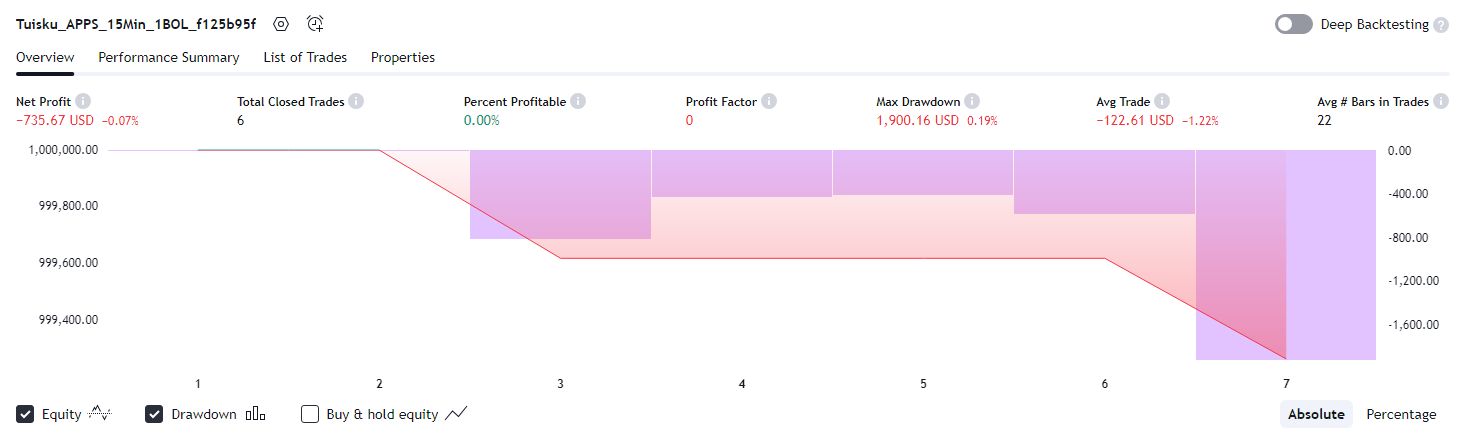 Tuisku_APPS_15Min_1BOL_f125b95f
Deep Backtesting ?
Overview Performance Summary List of Trades Properties
Net Profit Total Closed Trades Percent Profitable Profit Factor Max Drawdown Avg Trade Avg # Bars in Trades
−735.67 USD −0.07% 6 0.00% 0 1,900.16 USD 0.19% −122.61 USD −1.22% 22
1,000,000.00 0.00
999,800.00 -400.00
999,600.00 -800.00
-1,200.00
999,400.00 -1,600.00
1 2 3 4 5 6 7
Equity Drawdown Buy & hold equity Absolute Percentage